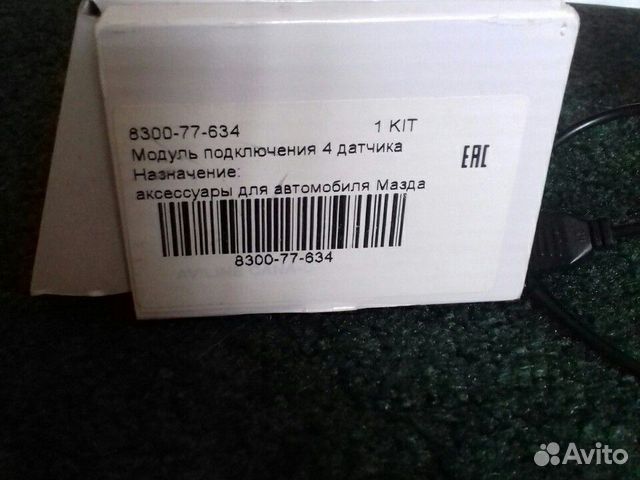 8300-77-634 1 KIT
Модуль подключения 4 датчика
Назначение:
аксессуары для автомобиля Мазда
EAC
8300-77-634
Avito